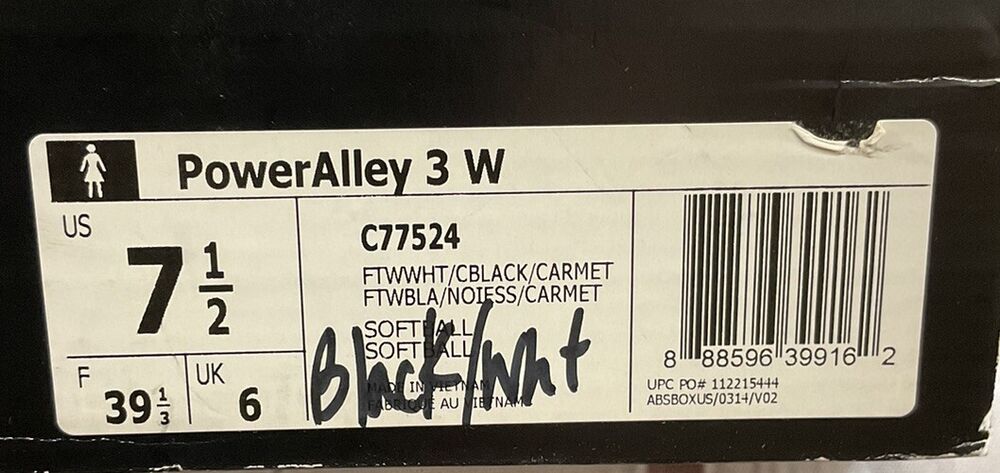 PowerAlley 3 W
US
7 1/2
F
39 1/3
UK
6
C77524
FTWWHT/CBLACK/CARMET
FTWBLA/NOIESS/CARMET
SOFTBALL
SOFTBALL
MADE IN VIETNAM
FABRIQUÉ AU VIETNAM
Black/Wht
8 88596 39916 2
UPC PO# 112215444
ABSBOXUS/0314/V02